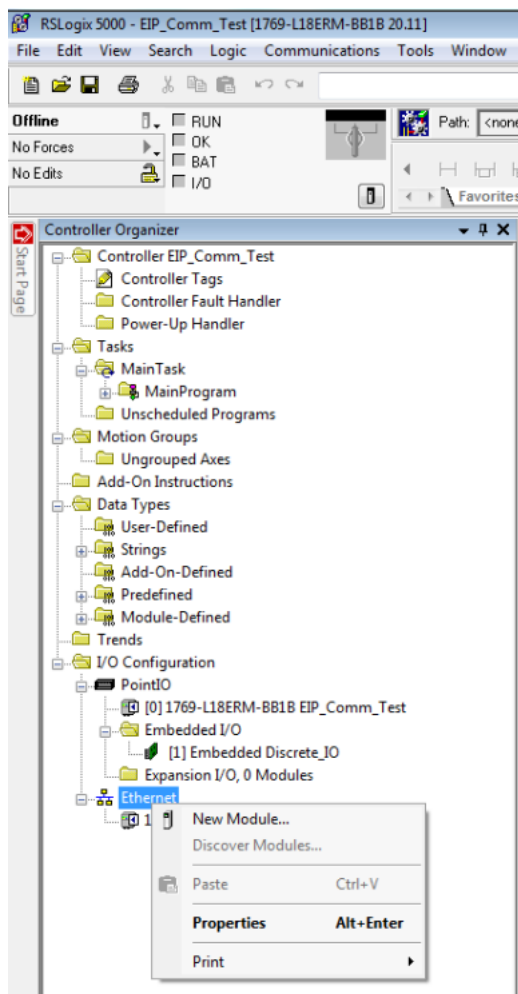 RSLogix 5000 - EIP_Comm_Test [1769-L18ERM-BB1B 20.11]
File Edit View Search Logic Communications Tools Window
Offline
RUN
No Forces
OK
BAT
No Edits
I/O
Path: <none
Favorites
Start Page
Controller Organizer
Controller EIP_Comm_Test
Controller Tags
Controller Fault Handler
Power-Up Handler
Tasks
MainTask
MainProgram
Unscheduled Programs
Motion Groups
Ungrouped Axes
Add-On Instructions
Data Types
User-Defined
Strings
Add-On-Defined
Predefined
Module-Defined
Trends
I/O Configuration
PointIO
[0] 1769-L18ERM-BB1B EIP_Comm_Test
Embedded I/O
[1] Embedded Discrete_IO
Expansion I/O, 0 Modules
Ethernet
1
New Module...
Discover Modules...
Paste Ctrl+V
Properties Alt+Enter
Print